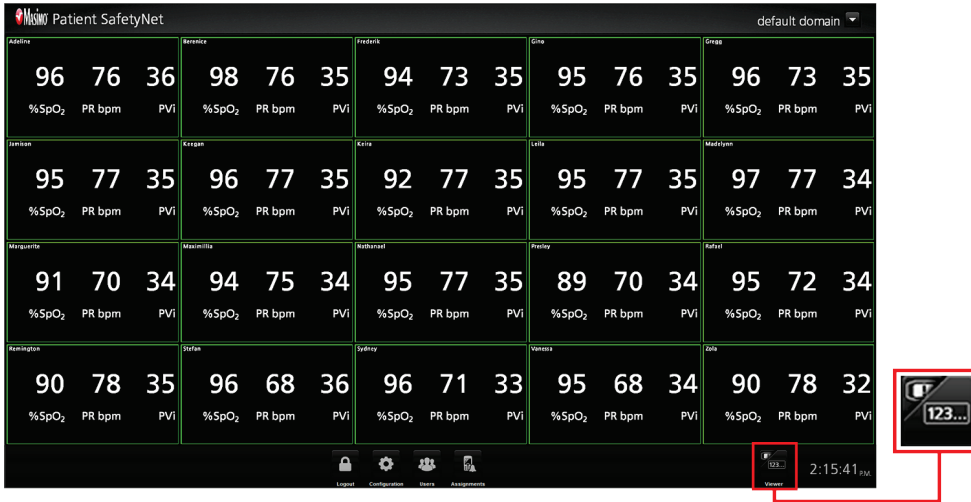 Masimo Patient SafetyNet
default domain
Adeline Berenice Frederik Gino Gregg
96 76 36 98 76 35 94 73 35 95 76 35 96 73 35
%SpO2 PR bpm PVi %SpO2 PR bpm PVi %SpO2 PR bpm PVi %SpO2 PR bpm PVi %SpO2 PR bpm PVi
Jamison Keegan Keira Leila Madelynn
95 77 35 96 77 35 92 77 35 95 77 35 97 77 34
%SpO2 PR bpm PVi %SpO2 PR bpm PVi %SpO2 PR bpm PVi %SpO2 PR bpm PVi %SpO2 PR bpm PVi
Marguerite Maximillia Nathanael Presley Rafael
91 70 34 94 75 34 95 77 35 89 70 34 95 72 34
%SpO2 PR bpm PVi %SpO2 PR bpm PVi %SpO2 PR bpm PVi %SpO2 PR bpm PVi %SpO2 PR bpm PVi
Remington Stefan Sydney Vanessa Zola
90 78 35 96 68 36 96 71 33 95 68 34 90 78 32
%SpO2 PR bpm PVi %SpO2 PR bpm PVi %SpO2 PR bpm PVi %SpO2 PR bpm PVi %SpO2 PR bpm PVi
123...
123...
2:15:41 P.M.
Logout Configuration Users Assignments Viewer